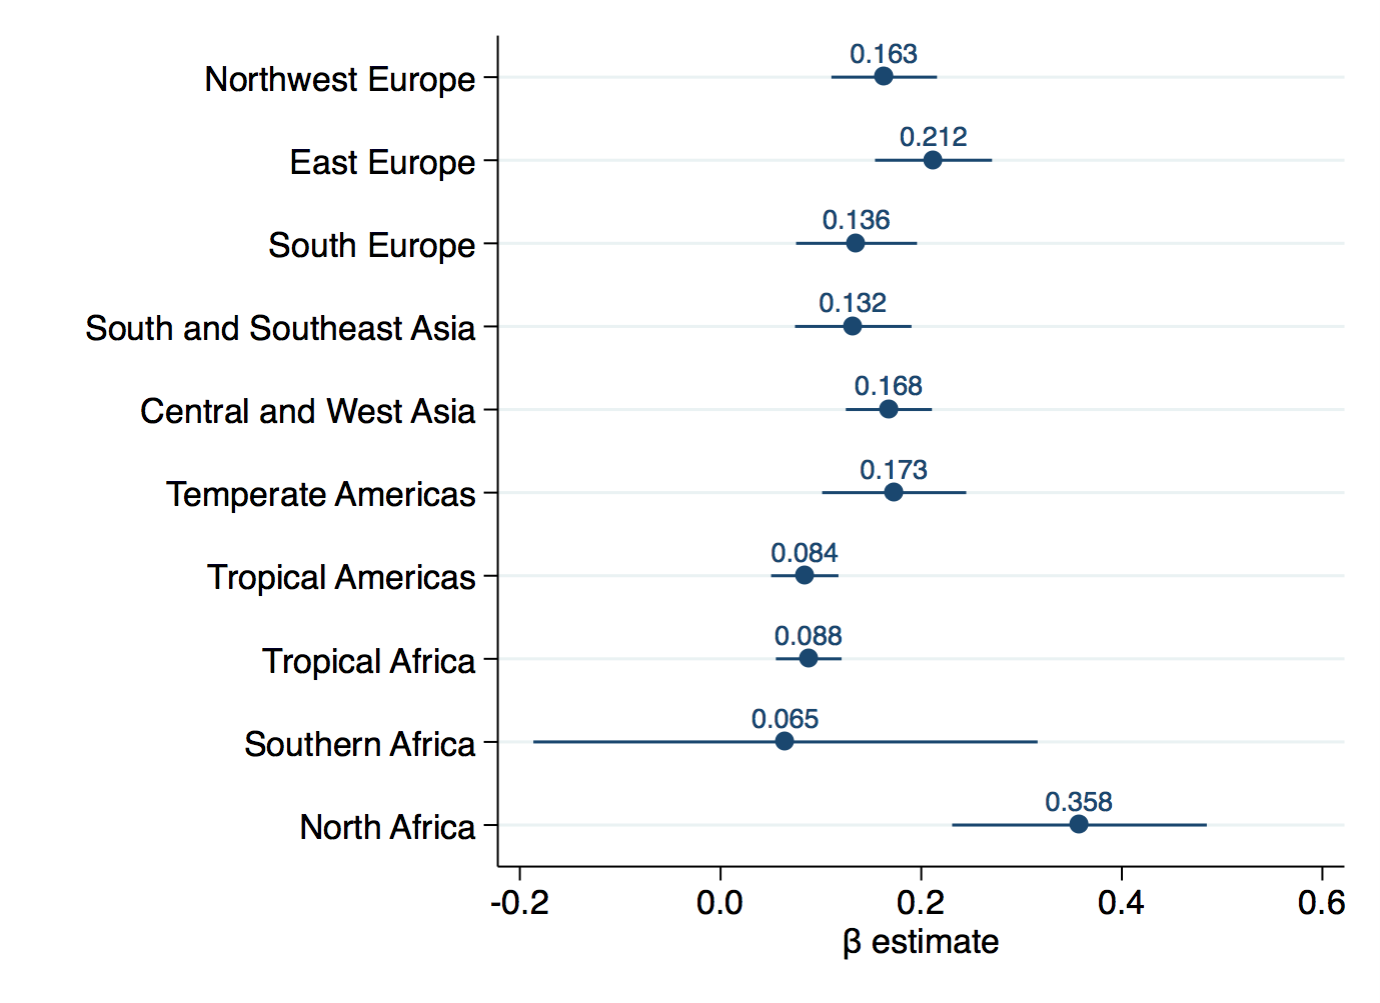 0.163
Northwest Europe
0.212
East Europe
0.136
South Europe
0.132
South and Southeast Asia
0.168
Central and West Asia
0.173
Temperate Americas
0.084
Tropical Americas
0.088
Tropical Africa
0.065
Southern Africa
0.358
North Africa
-0.2 0.0 0.2 0.4 0.6
β estimate